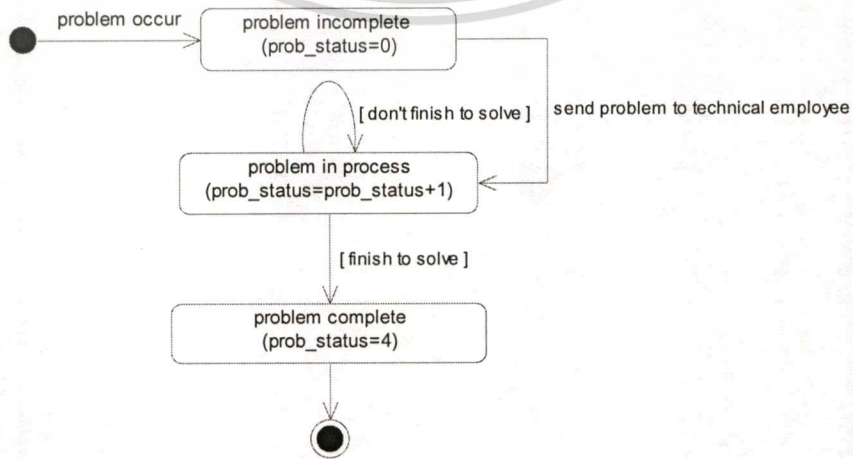 problem occur
problem incomplete
(prob_status=0)
[ don't finish to solve ]
send problem to technical employee
problem in process
(prob_status=prob_status+1)
[ finish to solve ]
problem complete
(prob_status=4)